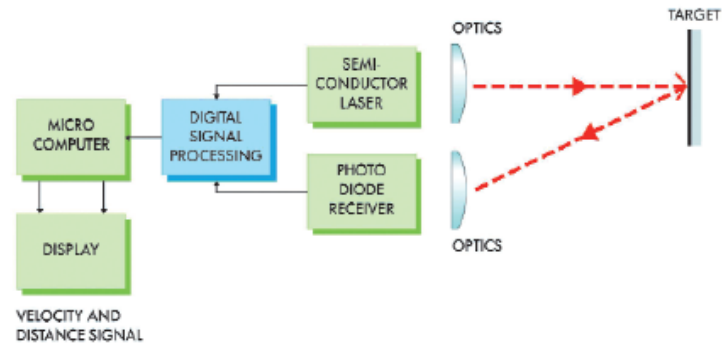 TARGET
OPTICS
SEMI-
CONDUCTOR
LASER
MICRO
COMPUTER
DIGITAL
SIGNAL
PROCESSING
PHOTO
DIODE
RECEIVER
DISPLAY
OPTICS
VELOCITY AND
DISTANCE SIGNAL